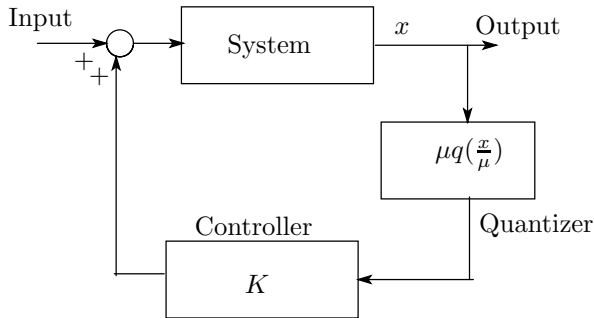 Input
System
x
Output
+
+
μq(x/μ)
Quantizer
Controller
K